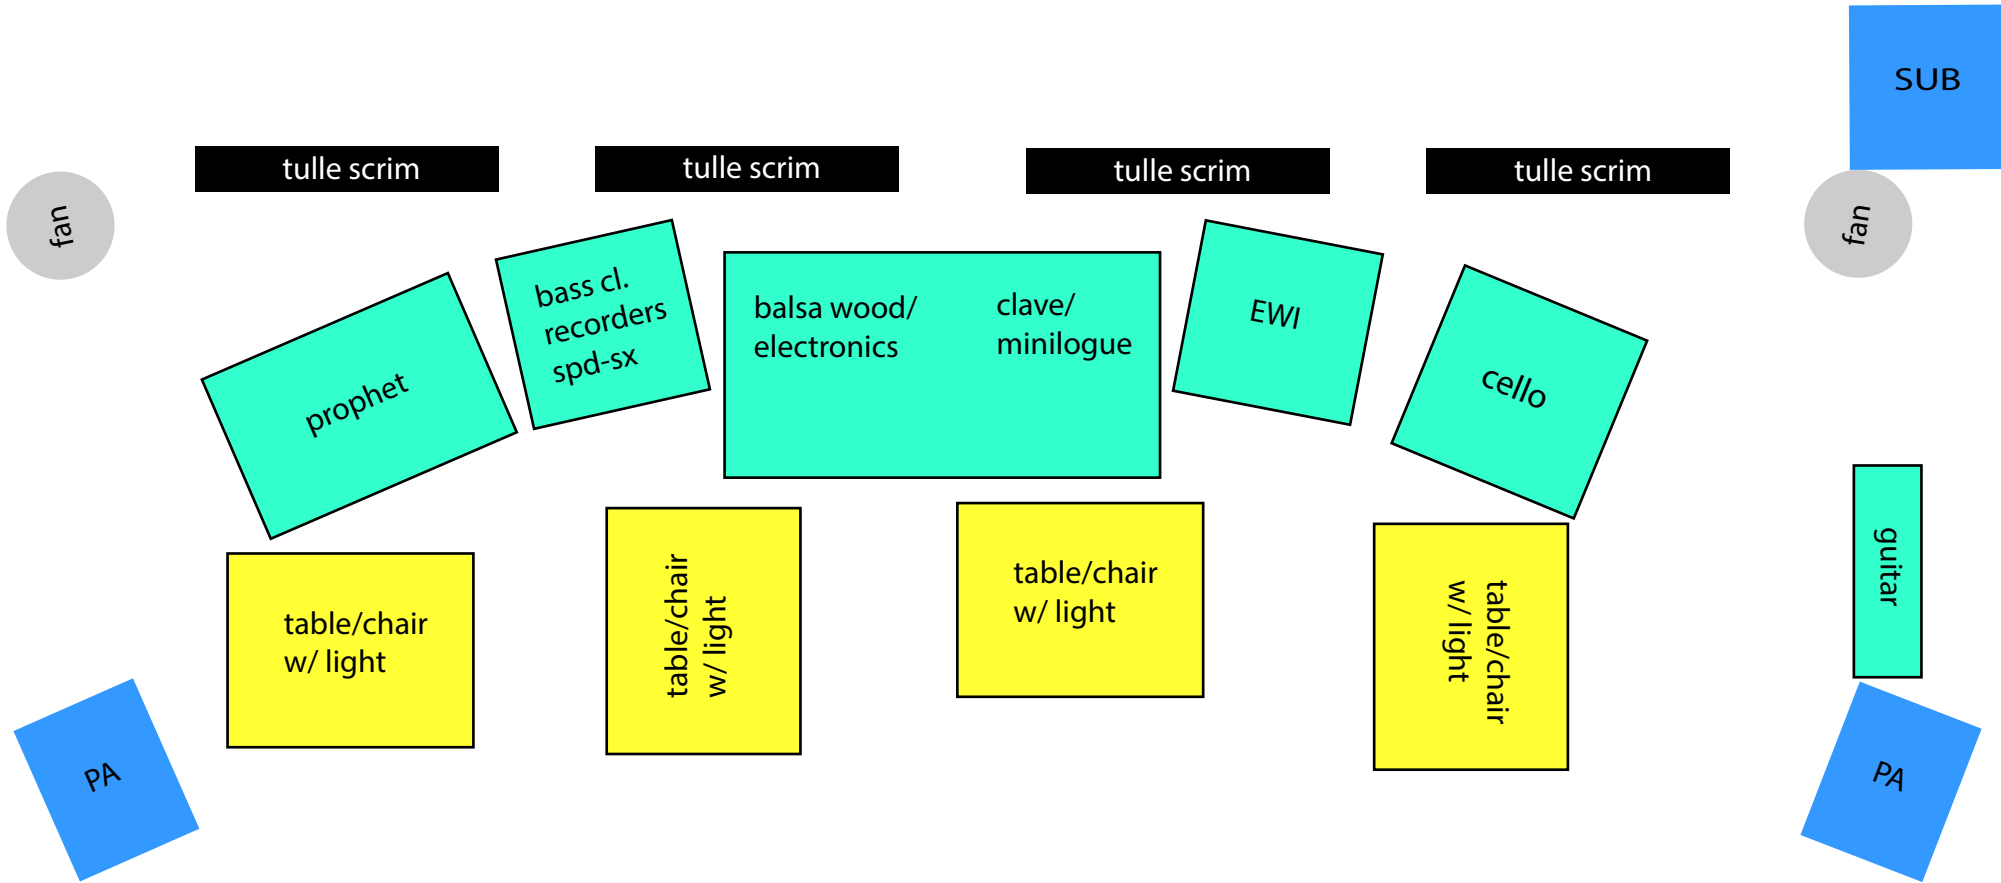 SUB
tulle scrim
tulle scrim
tulle scrim
tulle scrim
fan
fan
prophet
bass cl.
recorders
spd-sx
balsa wood/
electronics
clave/
minilogue
EWI
cello
guitar
table/chair
w/ light
table/chair
w/ light
table/chair
w/ light
table/chair
w/ light
PA
PA